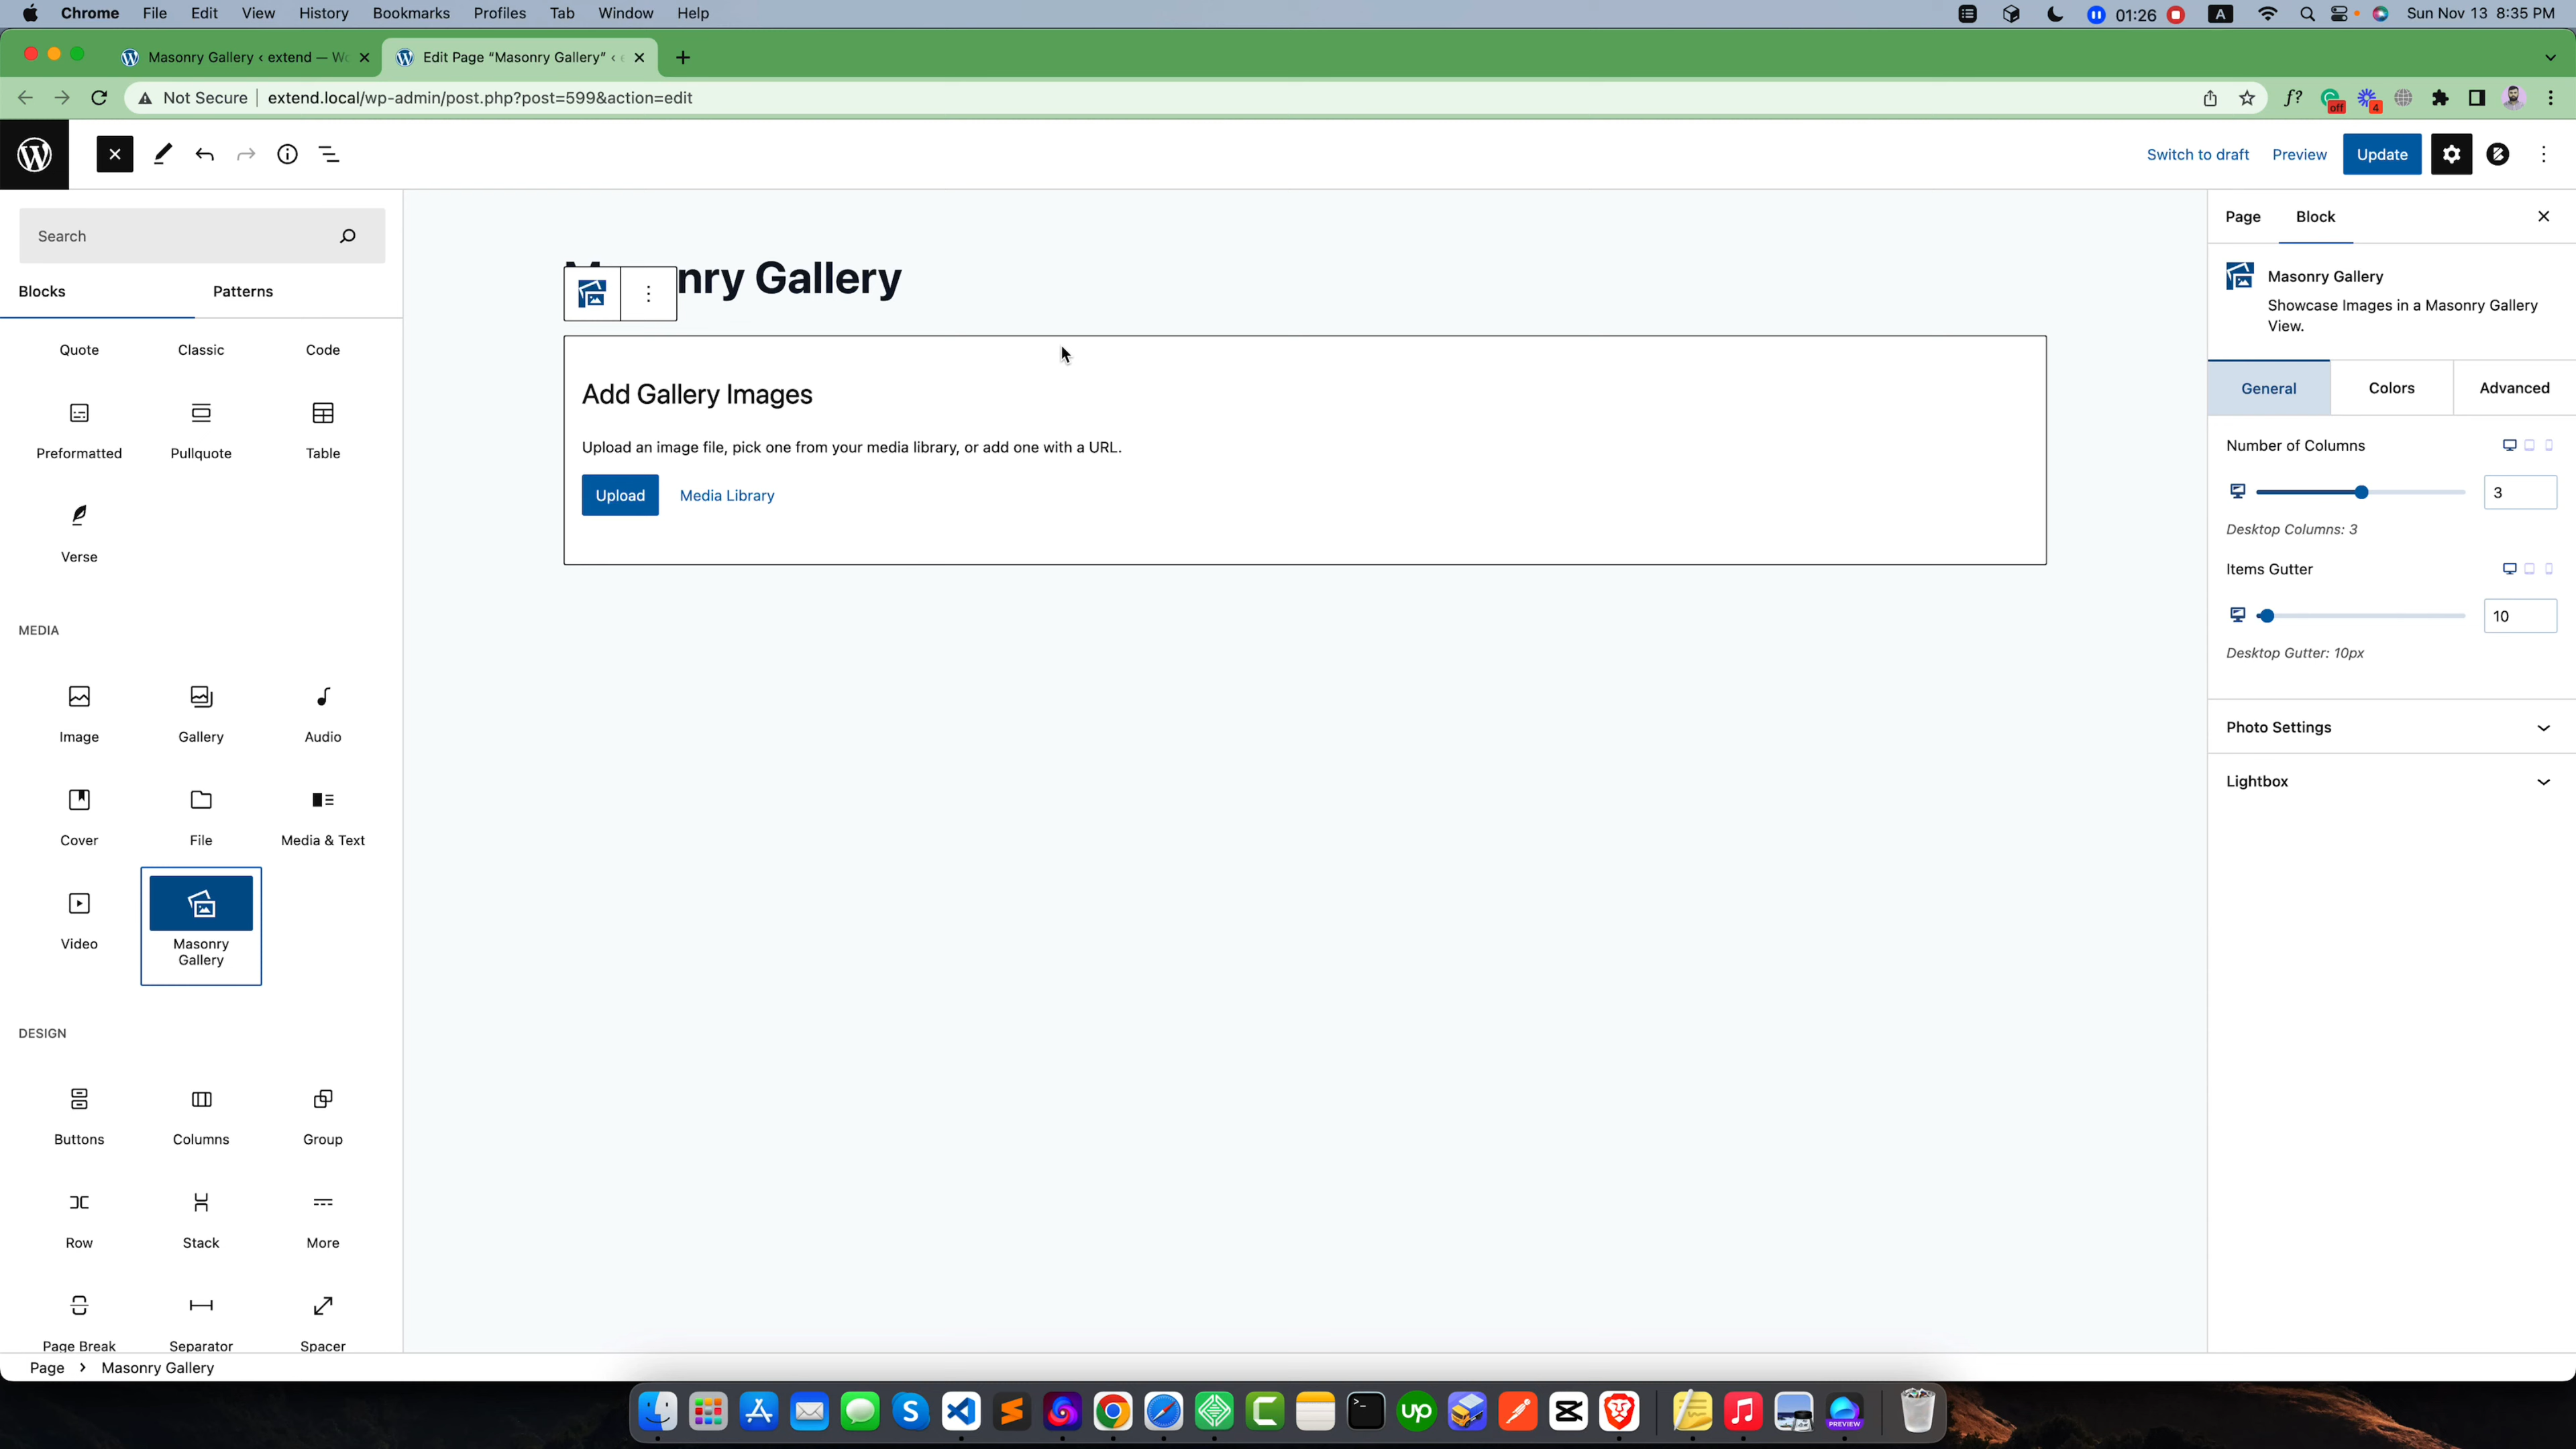 Chrome File Edit View History Bookmarks Profiles Tab Window Help
01:26 A Sun Nov 13 8:35 PM
Masonry Gallery ‹ extend — Wo
Edit Page “Masonry Gallery” ‹
Not Secure extend.local/wp-admin/post.php?post=599&action=edit
f? off 4
Switch to draft Preview Update
Search
Blocks Patterns
Quote Classic Code
Preformatted Pullquote Table
Verse
MEDIA
Image Gallery Audio
Cover File Media & Text
Video Masonry
Gallery
DESIGN
Buttons Columns Group
Row Stack More
Page Break Separator Spacer
nry Gallery
Add Gallery Images
Upload an image file, pick one from your media library, or add one with a URL.
Upload Media Library
Page Block
Masonry Gallery
Showcase Images in a Masonry Gallery
View.
General Colors Advanced
Number of Columns
3
Desktop Columns: 3
Items Gutter
10
Desktop Gutter: 10px
Photo Settings
Lightbox
Page › Masonry Gallery
S up PREVIEW